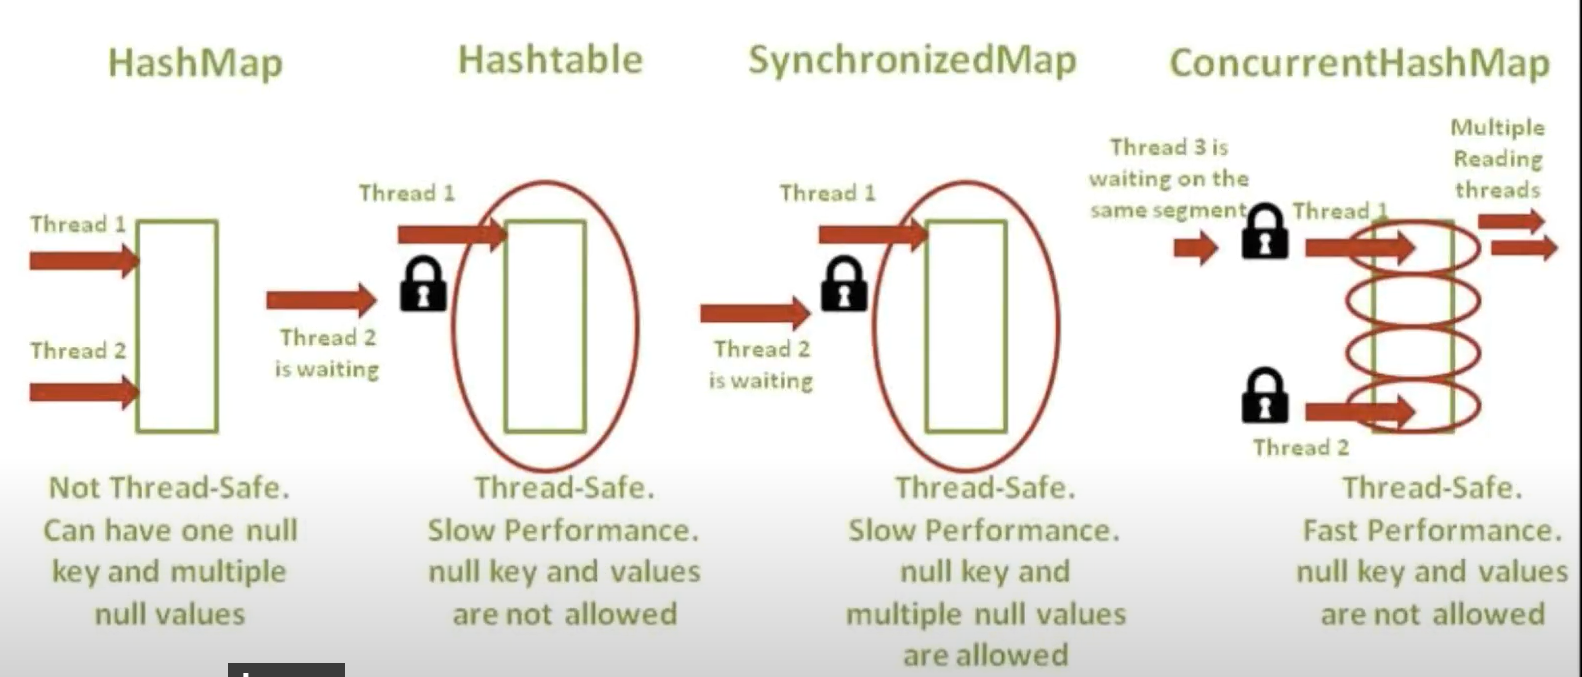 HashMap
Thread 1
Thread 2
Not Thread-Safe.
Can have one null
key and multiple
null values
Hashtable
Thread 1
Thread 2
is waiting
Thread-Safe.
Slow Performance.
null key and values
are not allowed
SynchronizedMap
Thread 1
Thread 2
is waiting
Thread-Safe.
Slow Performance.
null key and
multiple null values
are allowed
ConcurrentHashMap
Multiple
Reading
threads
Thread 3 is
waiting on the
same segment
Thread 1
Thread 2
Thread-Safe.
Fast Performance.
null key and values
are not allowed